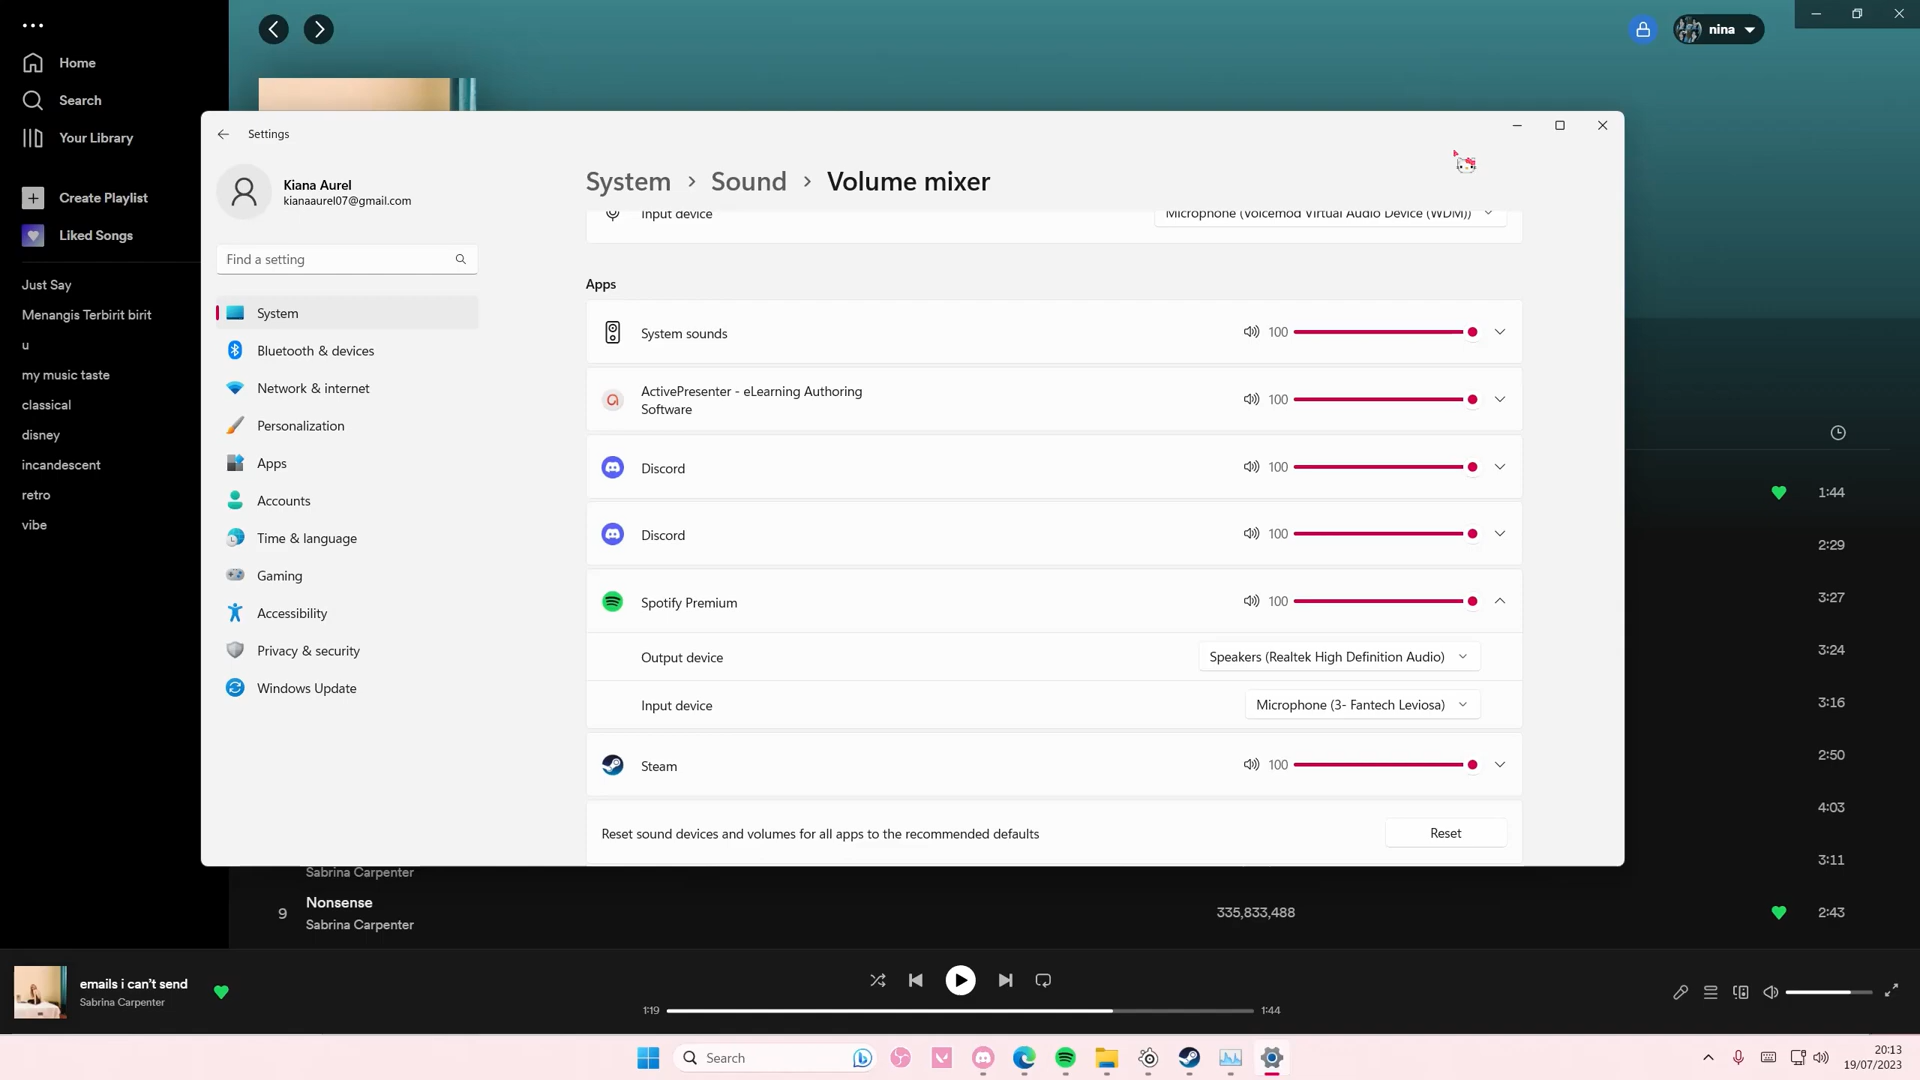 Home
Search
Your Library
Create Playlist
Liked Songs
Just Say
Menangis Terbirit birit
u
my music taste
classical
disney
incandescent
retro
vibe
nina
Settings
Kiana Aurel
kianaaurel07@gmail.com
Find a setting
System
Bluetooth & devices
Network & internet
Personalization
Apps
Accounts
Time & language
Gaming
Accessibility
Privacy & security
Windows Update
System > Sound > Volume mixer
Input device Microphone (Voicemod Virtual Audio Device (WDM))
Apps
System sounds 100
ActivePresenter - eLearning Authoring
Software 100
Discord 100
Discord 100
Spotify Premium 100
Output device Speakers (Realtek High Definition Audio)
Input device Microphone (3- Fantech Leviosa)
Steam 100
Reset sound devices and volumes for all apps to the recommended defaults Reset
1:44
2:29
3:27
3:24
3:16
2:50
4:03
3:11
Sabrina Carpenter
9 Nonsense 335,833,488 2:43
Sabrina Carpenter
emails i can't send
Sabrina Carpenter
1:19 1:44
Search
20:13
19/07/2023